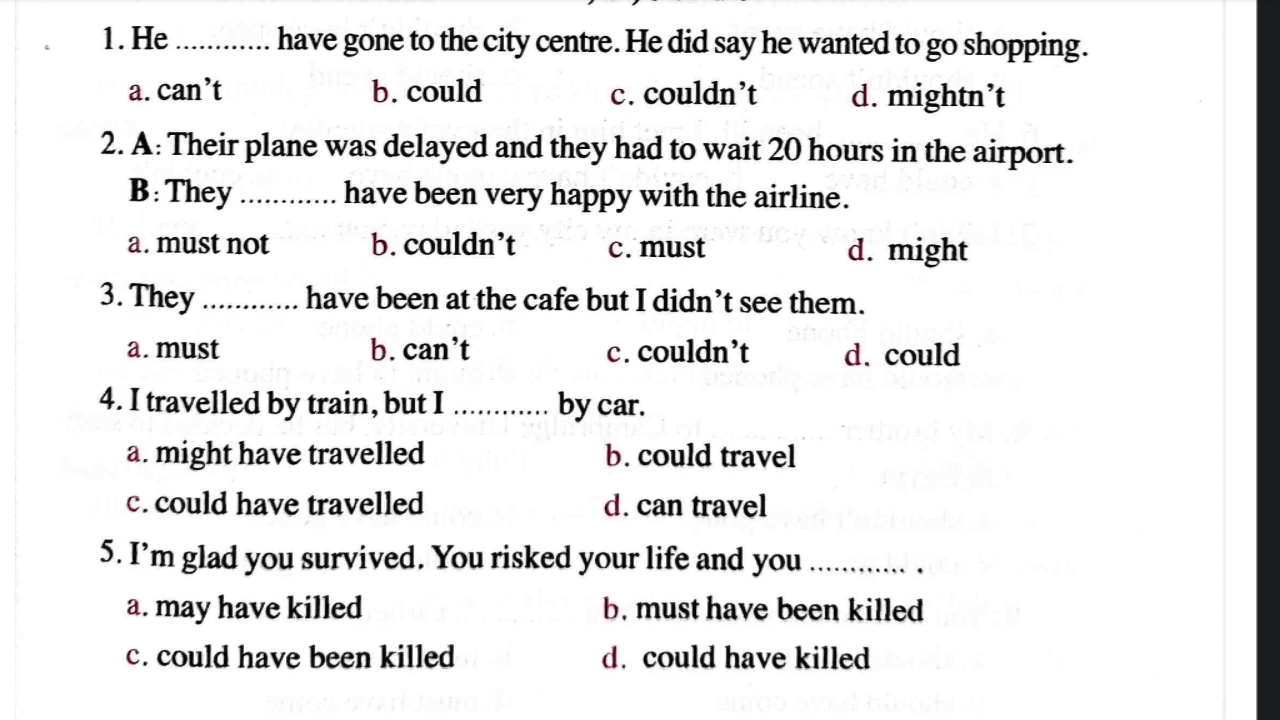 1. He ............ have gone to the city centre. He did say he wanted to go shopping.
a. can't b. could c. couldn't d. mightn't
2. A: Their plane was delayed and they had to wait 20 hours in the airport.
B: They ............ have been very happy with the airline.
a. must not b. couldn't c. must d. might
3. They ............ have been at the cafe but I didn't see them.
a. must b. can't c. couldn't d. could
4. I travelled by train, but I ............ by car.
a. might have travelled b. could travel
c. could have travelled d. can travel
5. I'm glad you survived. You risked your life and you ............ .
a. may have killed b. must have been killed
c. could have been killed d. could have killed